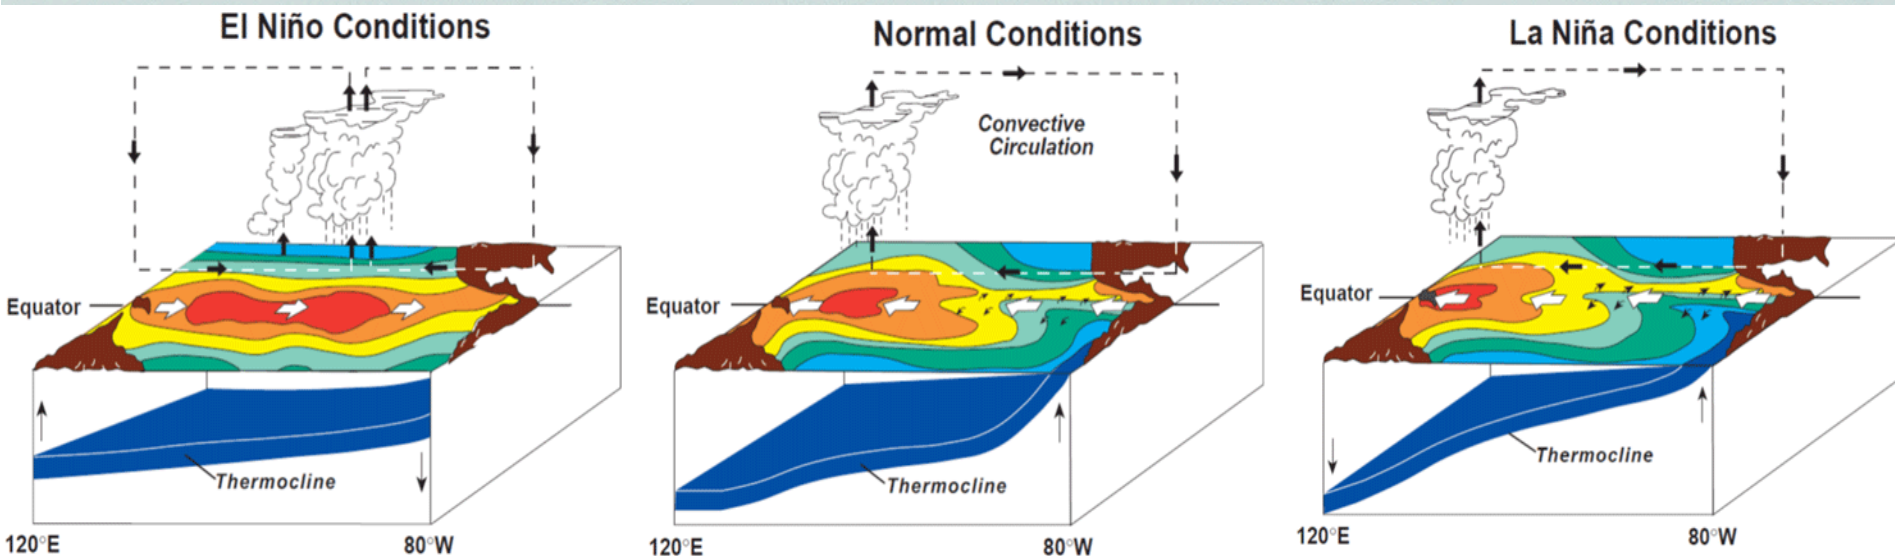 El Niño Conditions
Equator
Thermocline
120°E
80°W
Normal Conditions
Convective
Circulation
Equator
Thermocline
120°E
80°W
La Niña Conditions
Equator
Thermocline
120°E
80°W